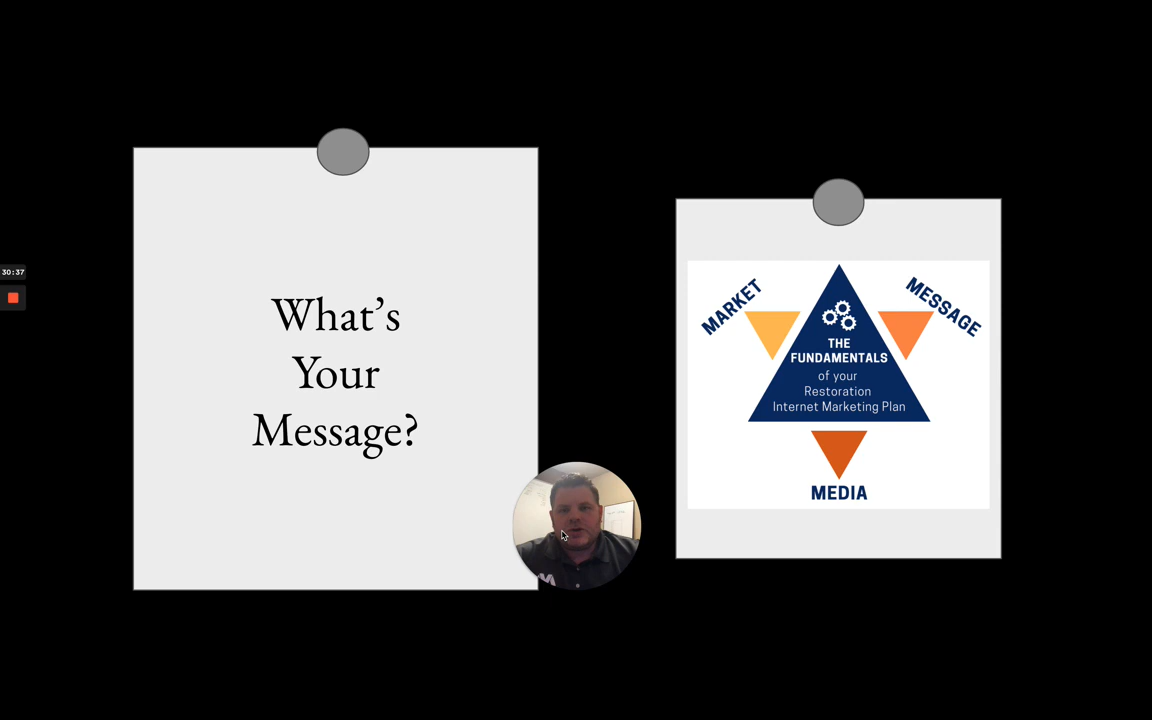 30:37
What's
Your
Message?
MARKET
MESSAGE
THE
FUNDAMENTALS
of your
Restoration
Internet Marketing Plan
MEDIA